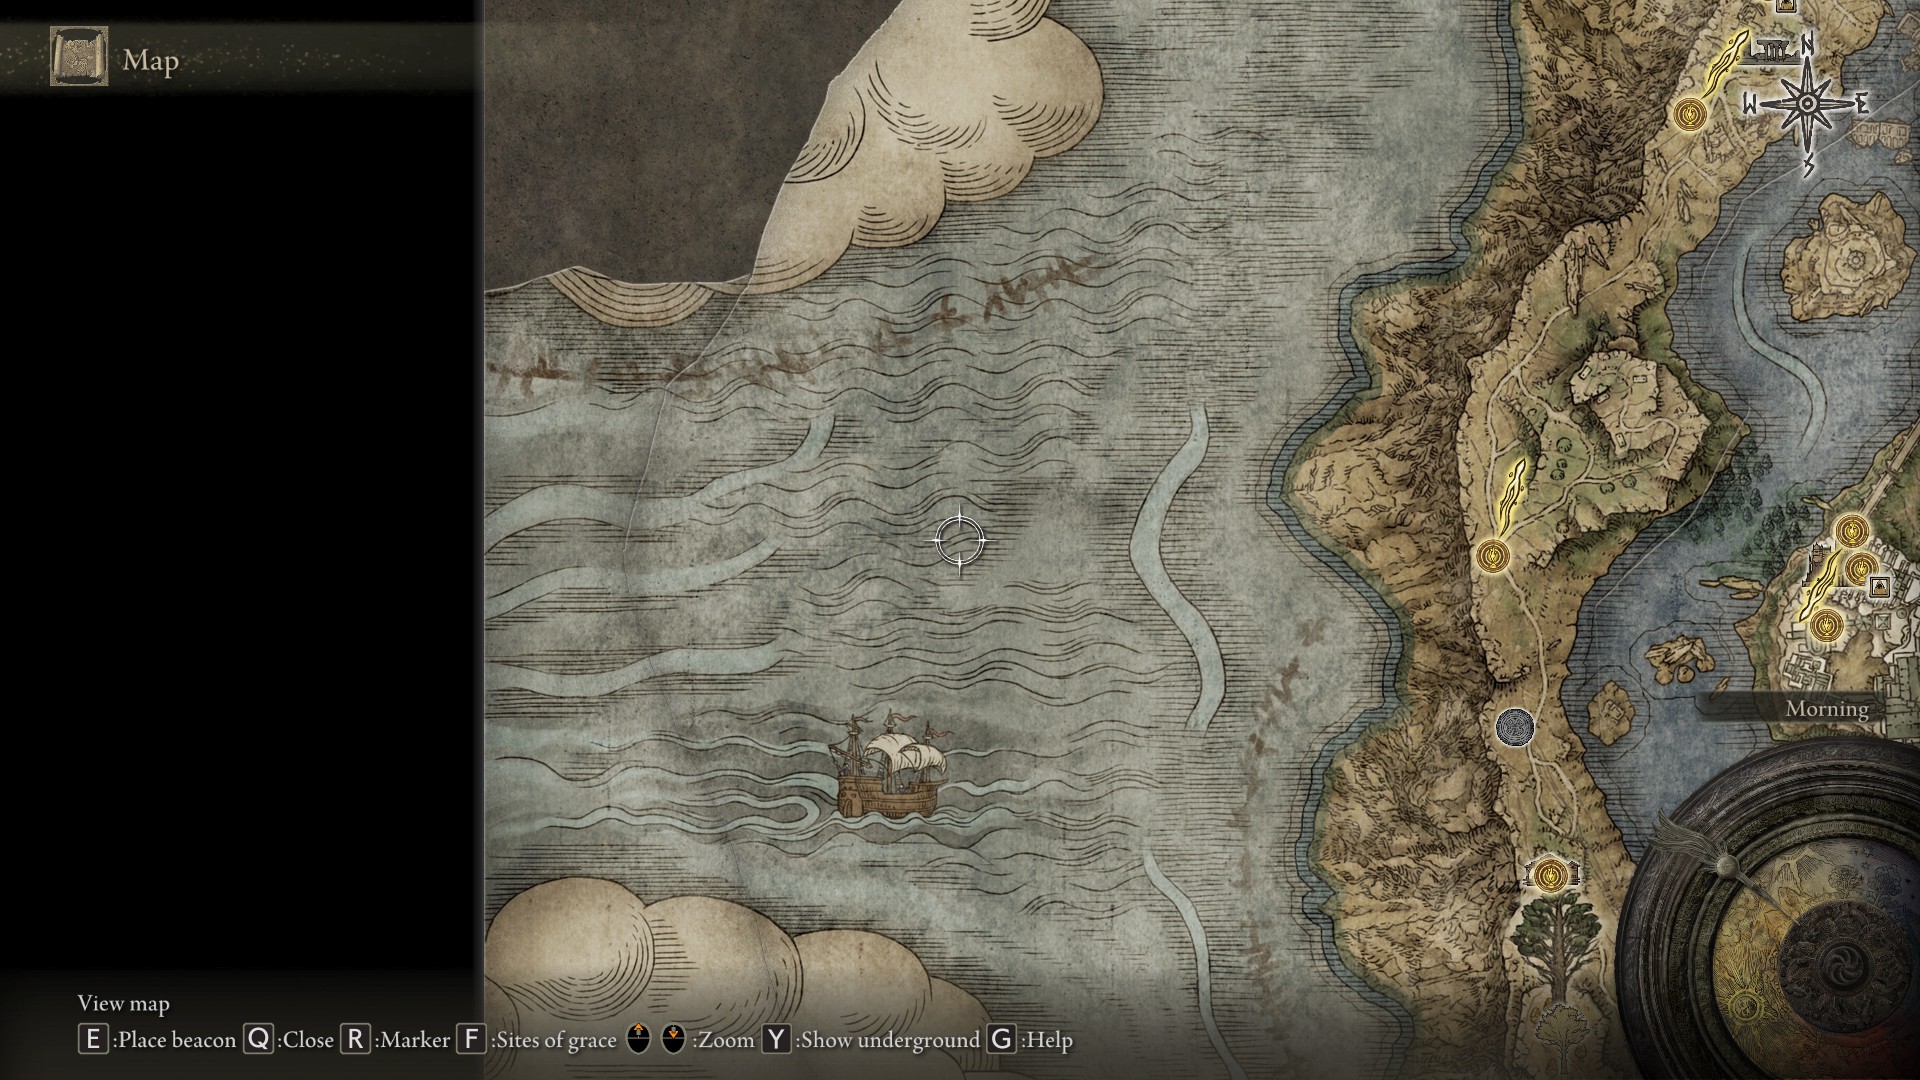 Map
N
W E
S
Morning
View map
E :Place beacon Q :Close R :Marker F :Sites of grace :Zoom Y :Show underground G :Help